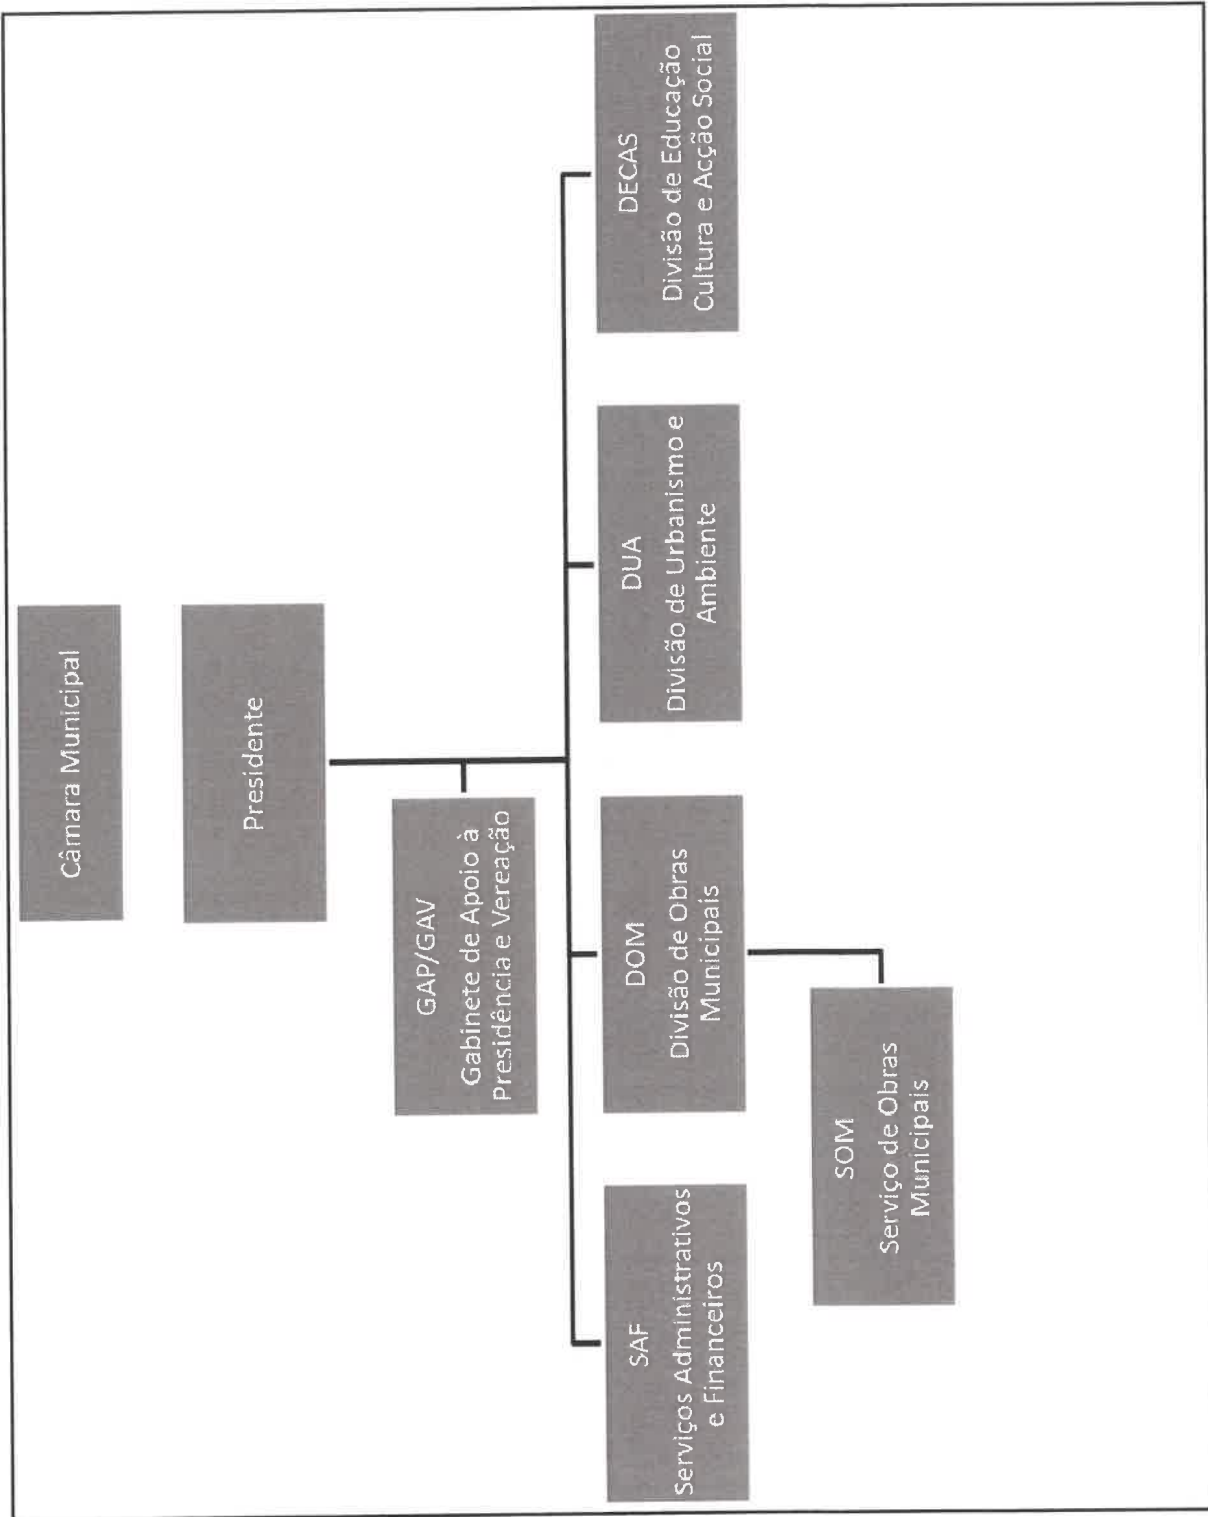 Câmara Municipal
Presidente
GAP/GAV
Gabinete de Apoio à
Presidência e Vereação
SAF
Serviços Administrativos
e Financeiros
DOM
Divisão de Obras
Municipais
DUA
Divisão de Urbanismo e
Ambiente
DECAS
Divisão de Educação
Cultura e Acção Social
SOM
Serviço de Obras
Municipais